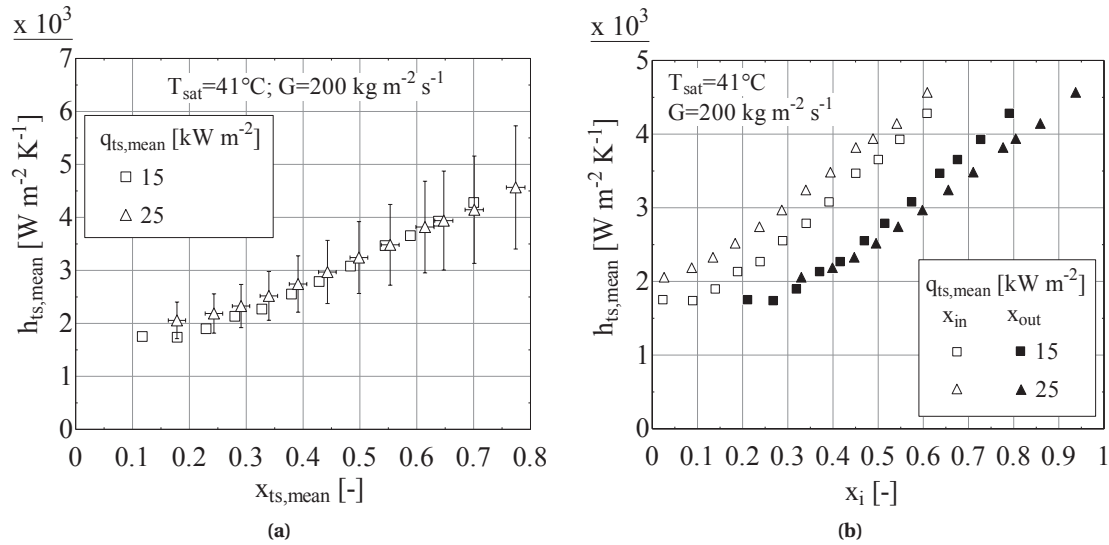 x 10³
7
6
5
4
3
2
1
0
h_ts,mean [W m⁻² K⁻¹]
T_sat=41°C; G=200 kg m⁻² s⁻¹
q_ts,mean [kW m⁻²]
15
25
0 0.1 0.2 0.3 0.4 0.5 0.6 0.7 0.8
x_ts,mean [-]
(a)
x 10³
5
4
3
2
1
0
h_ts,mean [W m⁻² K⁻¹]
T_sat=41°C
G=200 kg m⁻² s⁻¹
q_ts,mean [kW m⁻²]
x_in x_out
15
25
0 0.1 0.2 0.3 0.4 0.5 0.6 0.7 0.8 0.9 1
x_i [-]
(b)